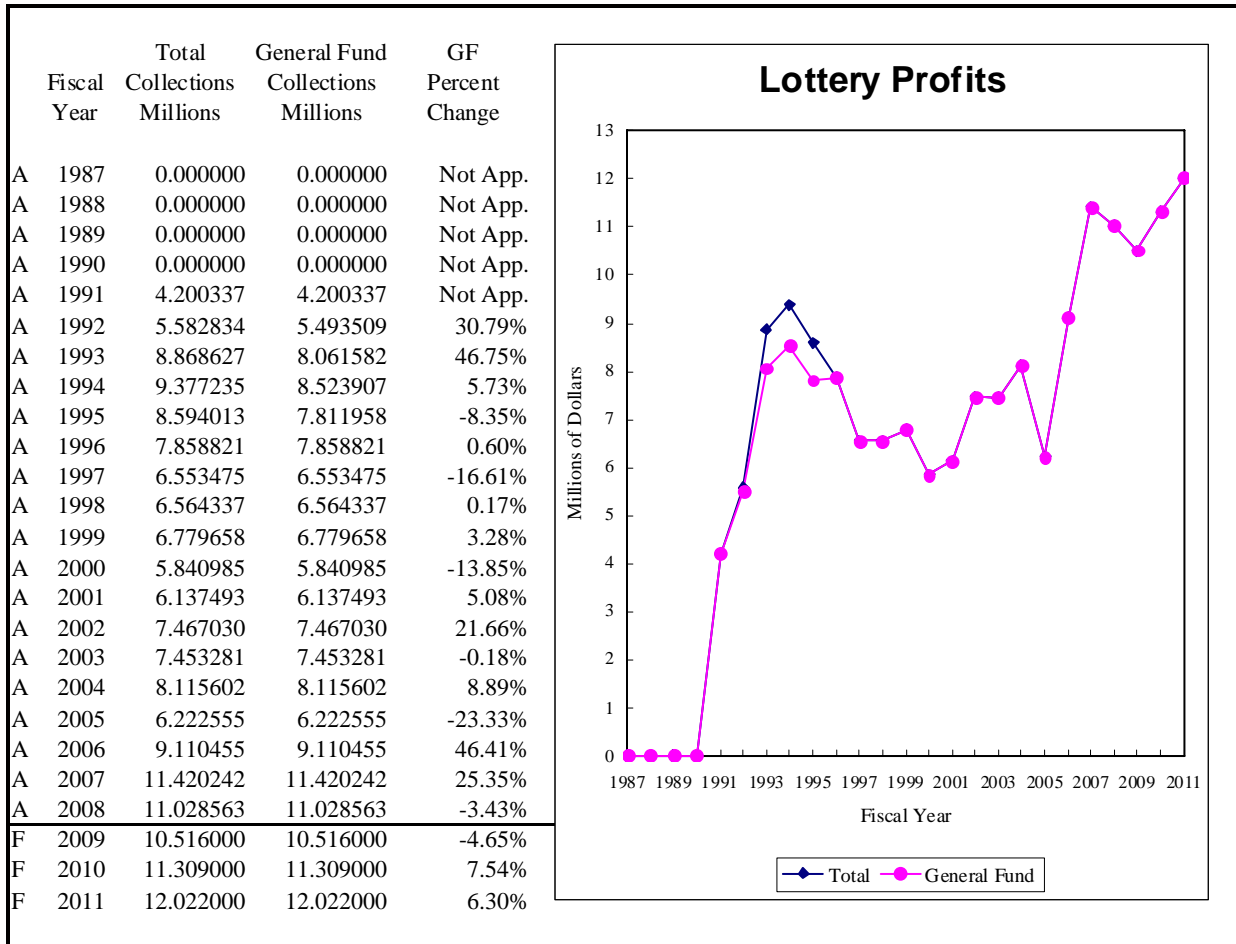 Total General Fund GF
Fiscal Collections Collections Percent
Year Millions Millions Change
A 1987 0.000000 0.000000 Not App.
A 1988 0.000000 0.000000 Not App.
A 1989 0.000000 0.000000 Not App.
A 1990 0.000000 0.000000 Not App.
A 1991 4.200337 4.200337 Not App.
A 1992 5.582834 5.493509 30.79%
A 1993 8.868627 8.061582 46.75%
A 1994 9.377235 8.523907 5.73%
A 1995 8.594013 7.811958 -8.35%
A 1996 7.858821 7.858821 0.60%
A 1997 6.553475 6.553475 -16.61%
A 1998 6.564337 6.564337 0.17%
A 1999 6.779658 6.779658 3.28%
A 2000 5.840985 5.840985 -13.85%
A 2001 6.137493 6.137493 5.08%
A 2002 7.467030 7.467030 21.66%
A 2003 7.453281 7.453281 -0.18%
A 2004 8.115602 8.115602 8.89%
A 2005 6.222555 6.222555 -23.33%
A 2006 9.110455 9.110455 46.41%
A 2007 11.420242 11.420242 25.35%
A 2008 11.028563 11.028563 -3.43%
F 2009 10.516000 10.516000 -4.65%
F 2010 11.309000 11.309000 7.54%
F 2011 12.022000 12.022000 6.30%
Lottery Profits
13
12
11
10
9
8
7
6
5
4
3
2
1
0
Millions of Dollars
1987 1989 1991 1993 1995 1997 1999 2001 2003 2005 2007 2009 2011
Fiscal Year
Total General Fund